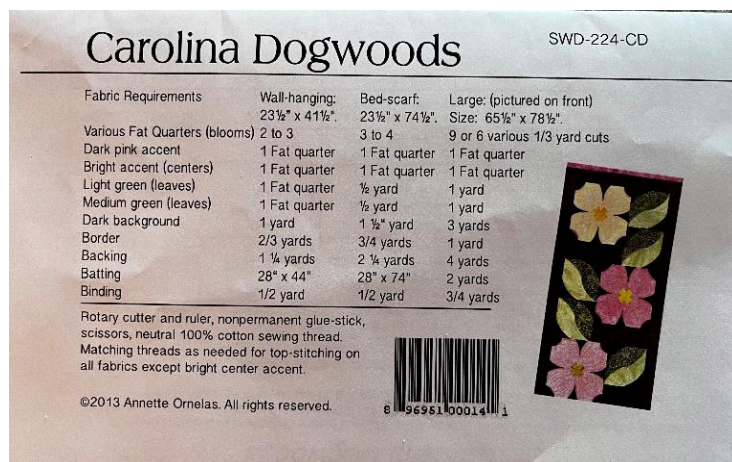 Carolina Dogwoods
SWD-224-CD
Fabric Requirements Wall-hanging: Bed-scarf: Large: (pictured on front)
23½" x 41½". 23½" x 74½". Size: 65½" x 78½".
Various Fat Quarters (blooms) 2 to 3 3 to 4 9 or 6 various 1/3 yard cuts
Dark pink accent 1 Fat quarter 1 Fat quarter 1 Fat quarter
Bright accent (centers) 1 Fat quarter 1 Fat quarter 1 Fat quarter
Light green (leaves) 1 Fat quarter ½ yard 1 yard
Medium green (leaves) 1 Fat quarter ½ yard 1 yard
Dark background 1 yard 1 ½" yard 3 yards
Border 2/3 yards 3/4 yards 1 yard
Backing 1 ¼ yards 2 ¼ yards 4 yards
Batting 28" x 44" 28" x 74" 2 yards
Binding 1/2 yard 1/2 yard 3/4 yards
Rotary cutter and ruler, nonpermanent glue-stick,
scissors, neutral 100% cotton sewing thread.
Matching threads as needed for top-stitching on
all fabrics except bright center accent.
©2013 Annette Ornelas. All rights reserved.
8 96951 00014 1